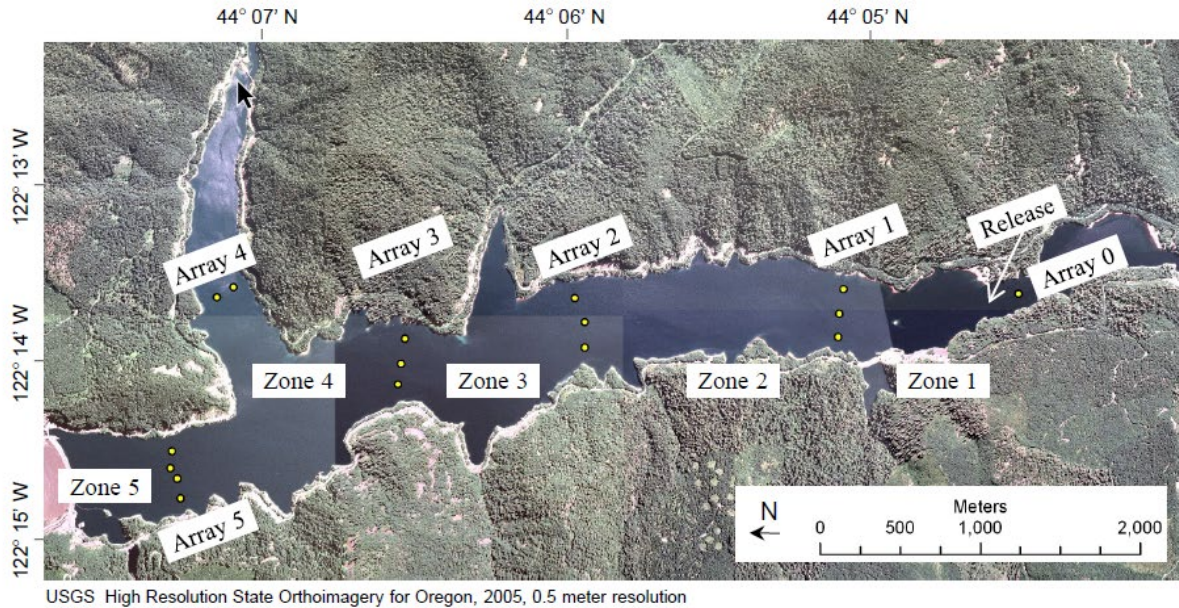 44° 07' N
44° 06' N
44° 05' N
122° 13' W
122° 14' W
122° 15' W
Array 4
Array 3
Array 2
Array 1
Release
Array 0
Zone 4
Zone 3
Zone 2
Zone 1
Zone 5
Array 5
N
Meters
0 500 1,000 2,000
USGS High Resolution State Orthoimagery for Oregon, 2005, 0.5 meter resolution